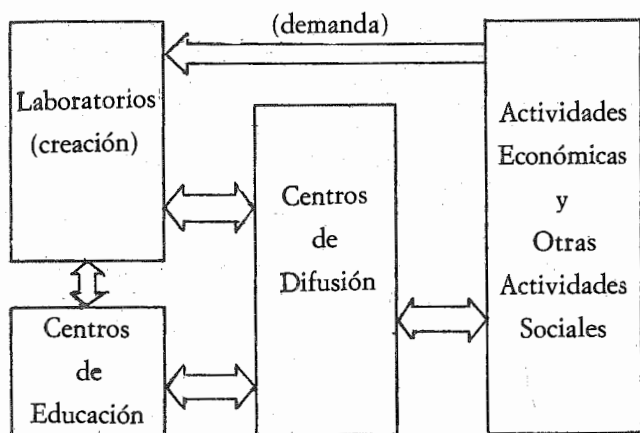 (demanda)
Laboratorios
(creación)
Centros
de
Difusión
Actividades
Económicas
y
Otras
Actividades
Sociales
Centros
de
Educación